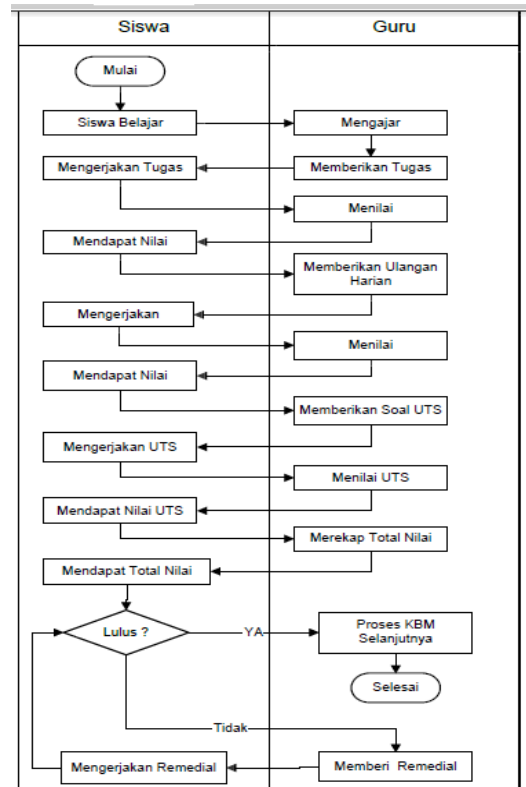 Siswa
Guru
Mulai
Siswa Belajar
Mengajar
Mengerjakan Tugas
Memberikan Tugas
Menilai
Mendapat Nilai
Memberikan Ulangan
Harian
Mengerjakan
Menilai
Mendapat Nilai
Memberikan Soal UTS
Mengerjakan UTS
Menilai UTS
Mendapat Nilai UTS
Merekap Total Nilai
Mendapat Total Nilai
Lulus ?
YA
Proses KBM
Selanjutnya
Selesai
Tidak
Mengerjakan Remedial
Memberi Remedial